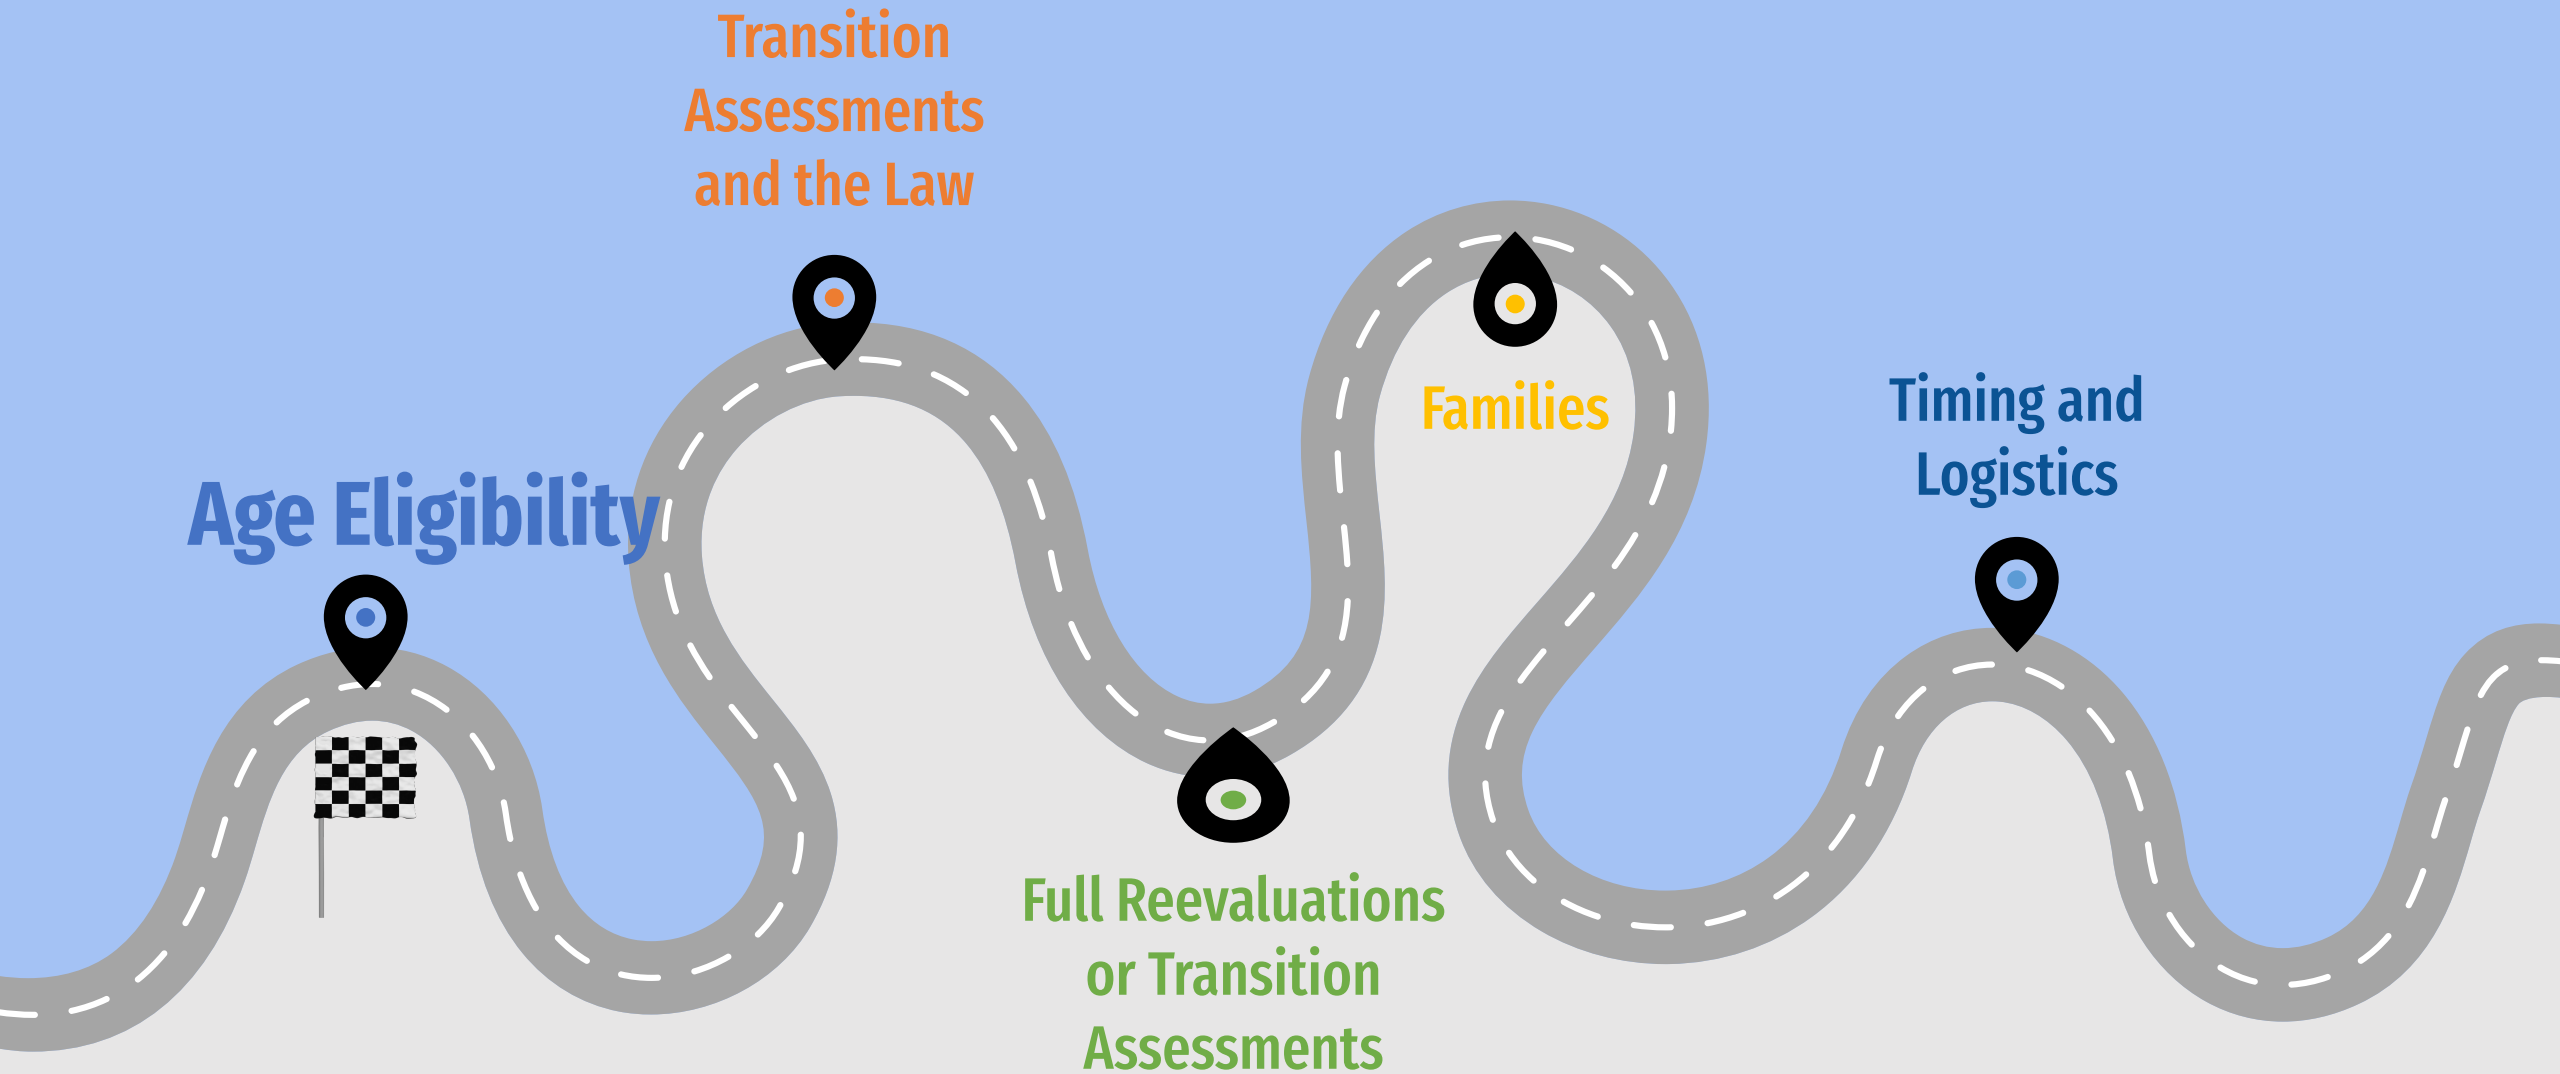 Transition
Assessments
and the Law
Age Eligibility
Full Reevaluations
or Transition
Assessments
Families
Timing and
Logistics